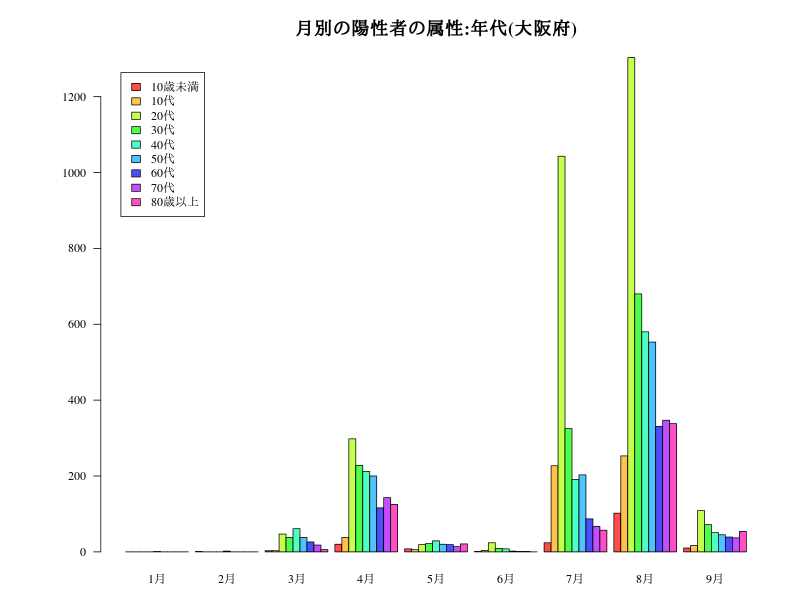 月別の陽性者の属性:年代(大阪府)
10歳未満
10代
20代
30代
40代
50代
60代
70代
80歳以上
1200
1000
800
600
400
200
0
1月 2月 3月 4月 5月 6月 7月 8月 9月